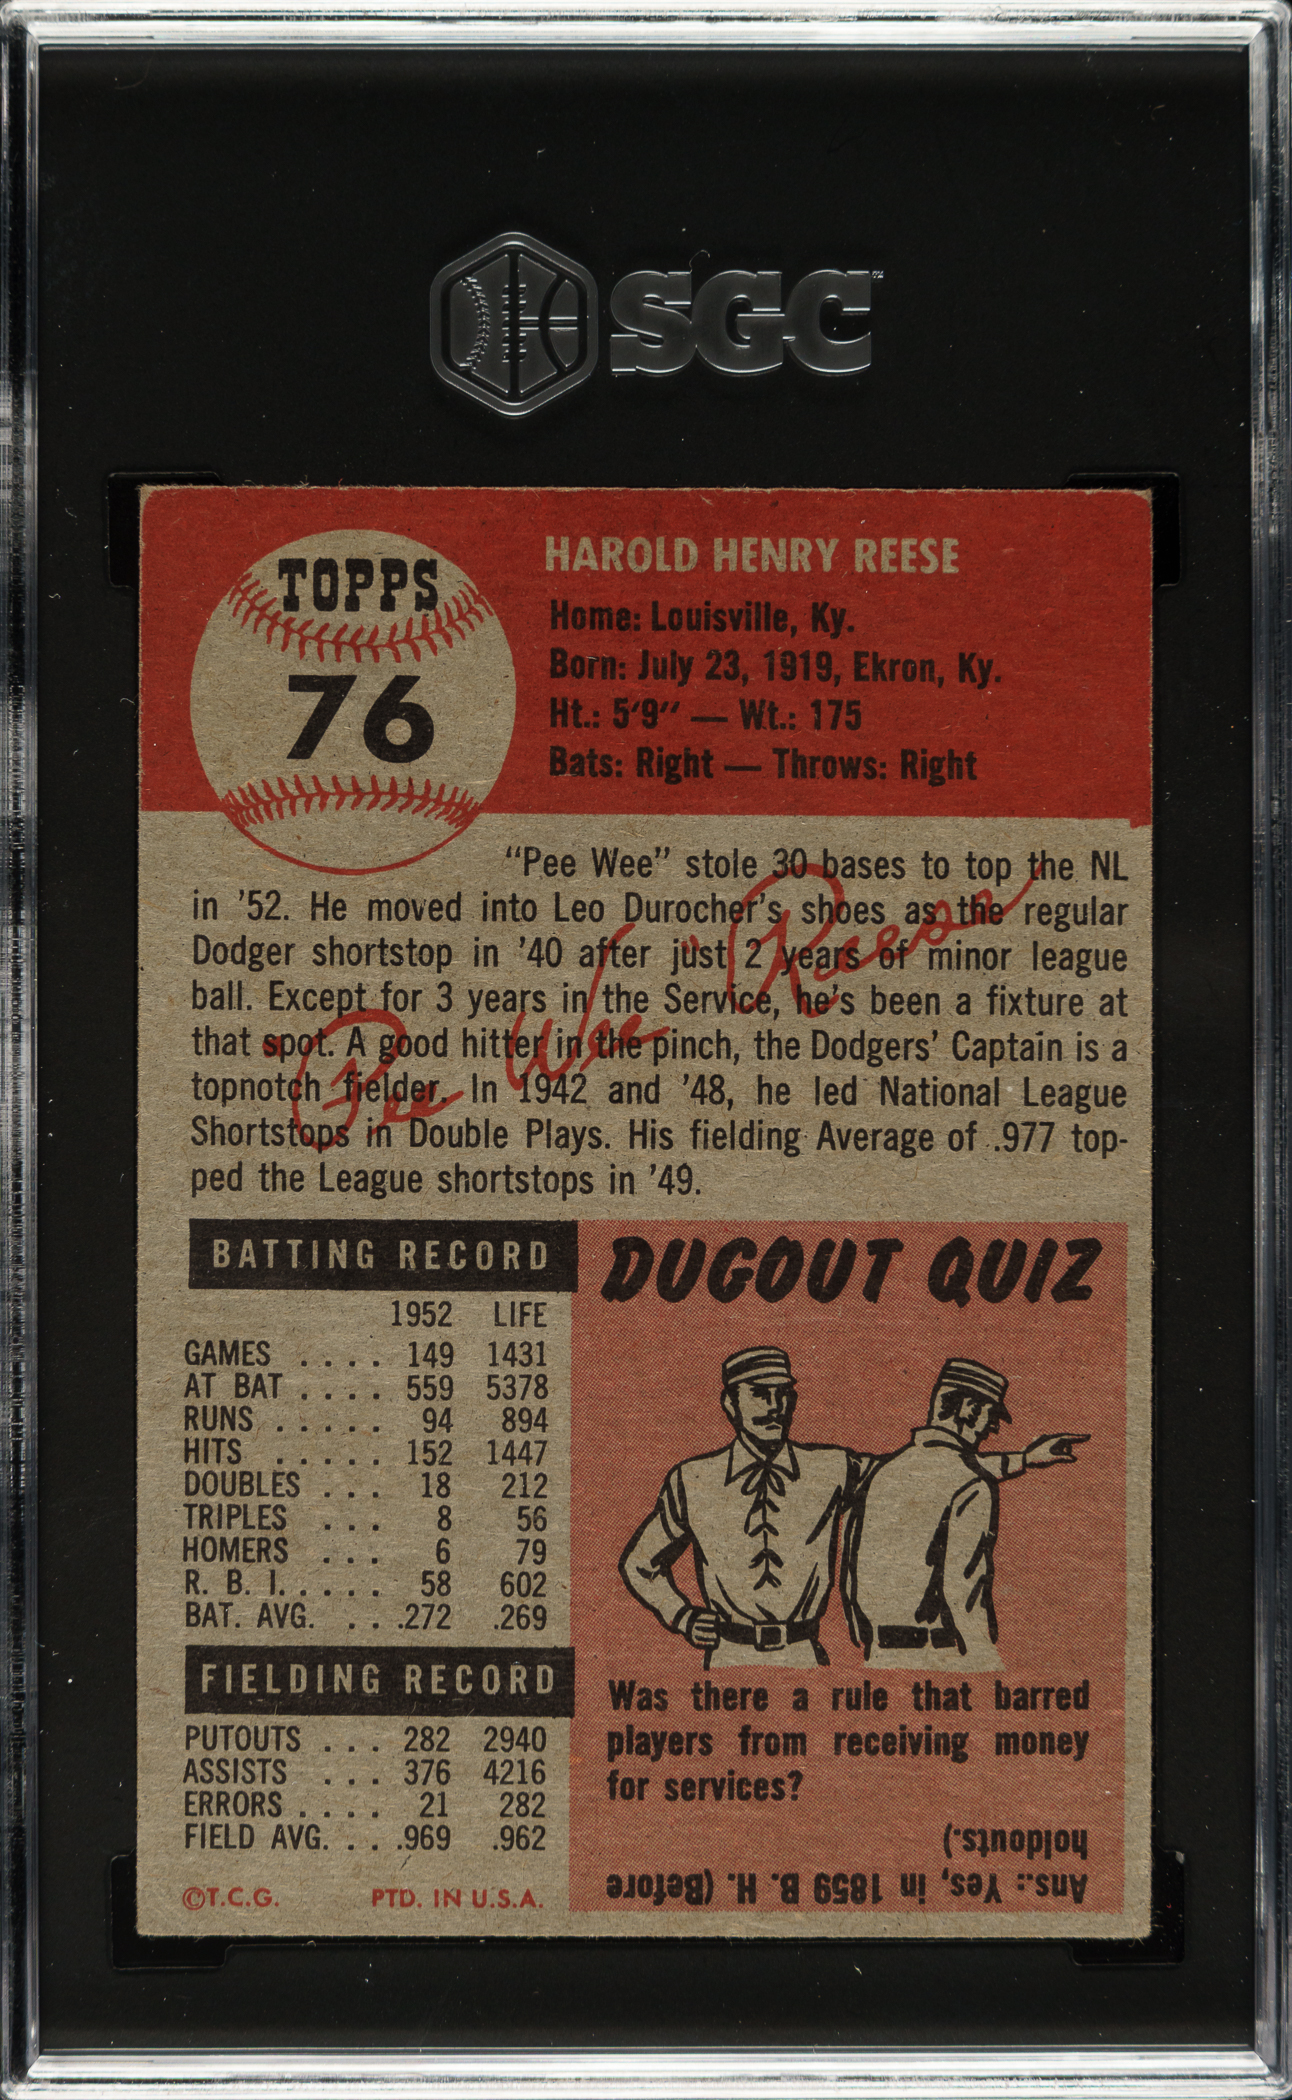 SGC
TOPPS
76
HAROLD HENRY REESE
Home: Louisville, Ky.
Born: July 23, 1919, Ekron, Ky.
Ht.: 5'9" — Wt.: 175
Bats: Right — Throws: Right
"Pee Wee" stole 30 bases to top the NL
in '52. He moved into Leo Durocher's shoes as the regular
Dodger shortstop in '40 after just 2 years of minor league
ball. Except for 3 years in the Service, he's been a fixture at
that spot. A good hitter in the pinch, the Dodgers' Captain is a
topnotch fielder. In 1942 and '48, he led National League
Shortstops in Double Plays. His fielding Average of .977 top-
ped the League shortstops in '49.
"Pee Wee" Reese
BATTING RECORD
1952 LIFE
GAMES .... 149 1431
AT BAT .... 559 5378
RUNS ..... 94 894
HITS ..... 152 1447
DOUBLES ... 18 212
TRIPLES ... 8 56
HOMERS ... 6 79
R. B. I. .... 58 602
BAT. AVG. .. .272 .269
FIELDING RECORD
PUTOUTS ... 282 2940
ASSISTS ... 376 4216
ERRORS .... 21 282
FIELD AVG. .. .969 .962
©T.C.G. PTD. IN U.S.A.
DUGOUT QUIZ
Was there a rule that barred
players from receiving money
for services?
Ans.: Yes, in 1859 B. H. (Before
holdouts.)